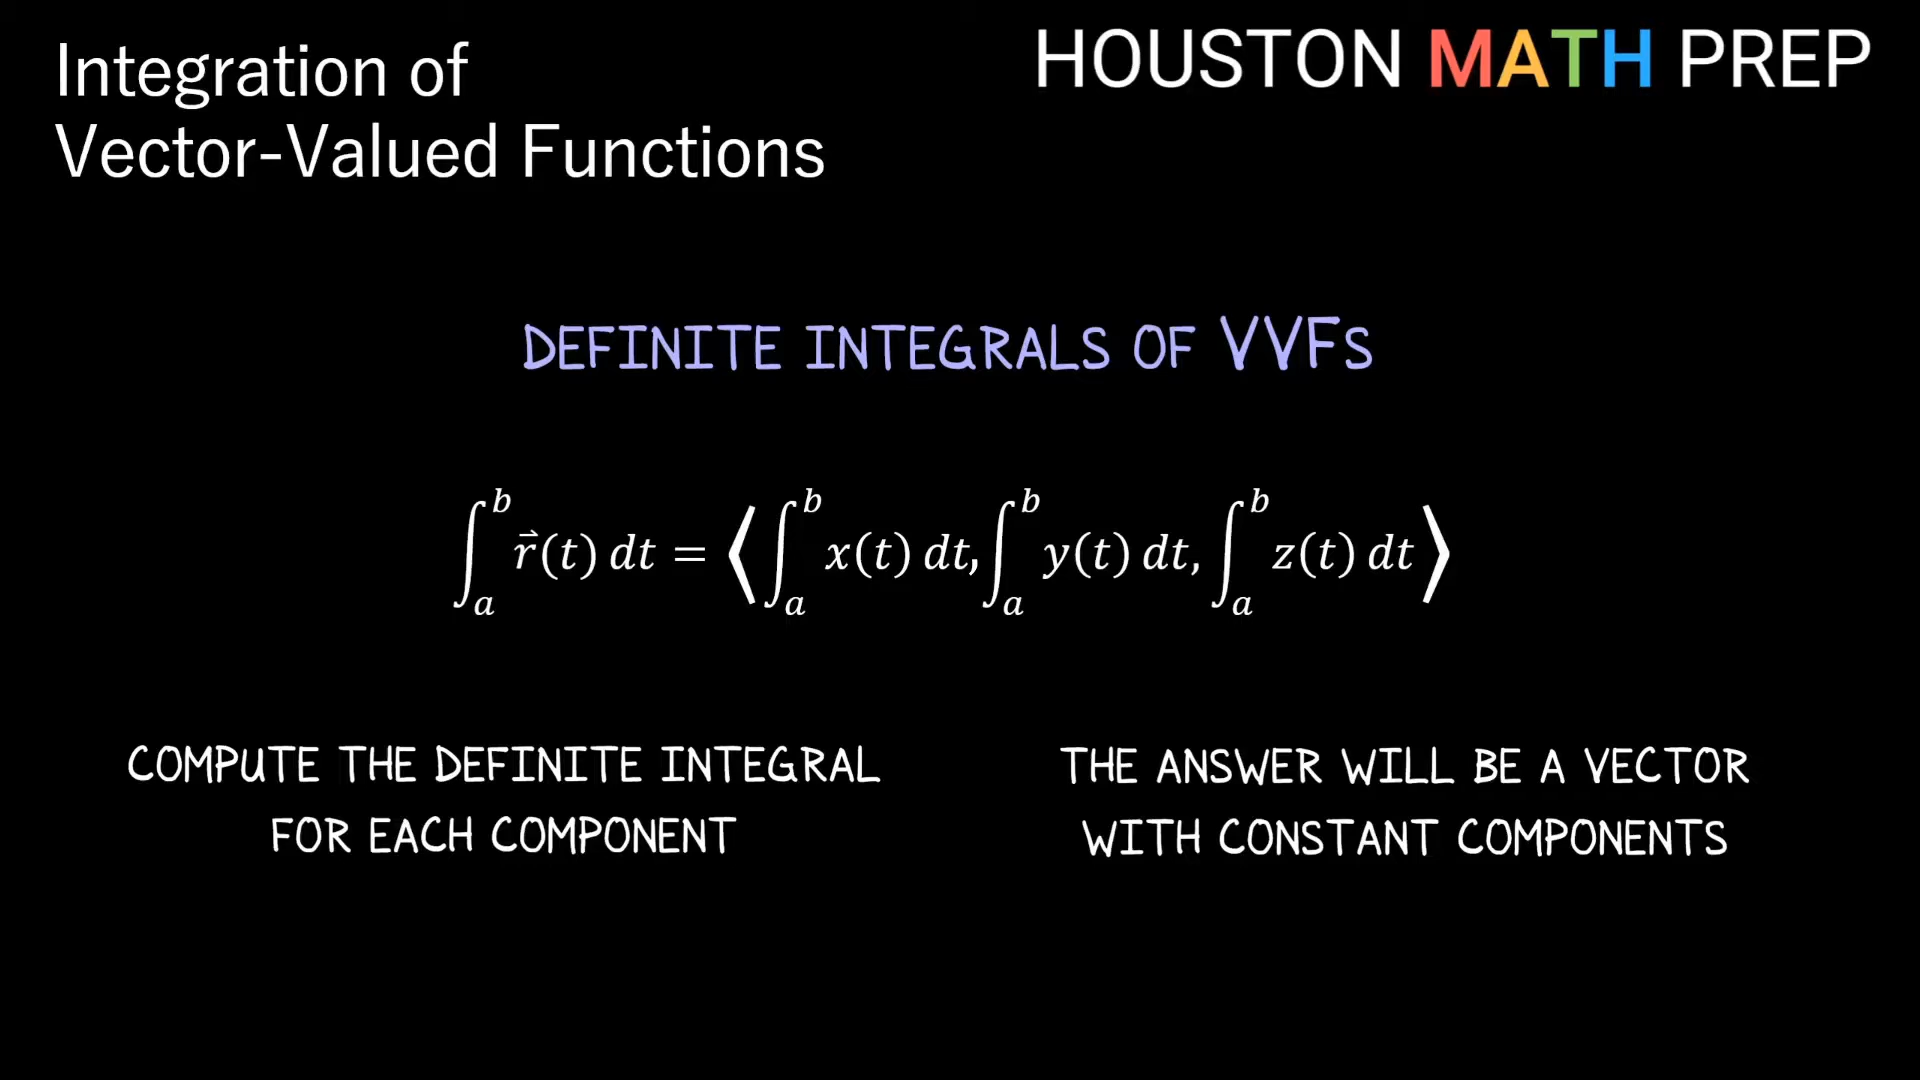 Integration of
Vector-Valued Functions
HOUSTON MATH PREP
DEFINITE INTEGRALS OF VVFS
∫_a^b r⃗(t) dt = ⟨∫_a^b x(t) dt, ∫_a^b y(t) dt, ∫_a^b z(t) dt⟩
COMPUTE THE DEFINITE INTEGRAL
FOR EACH COMPONENT
THE ANSWER WILL BE A VECTOR
WITH CONSTANT COMPONENTS